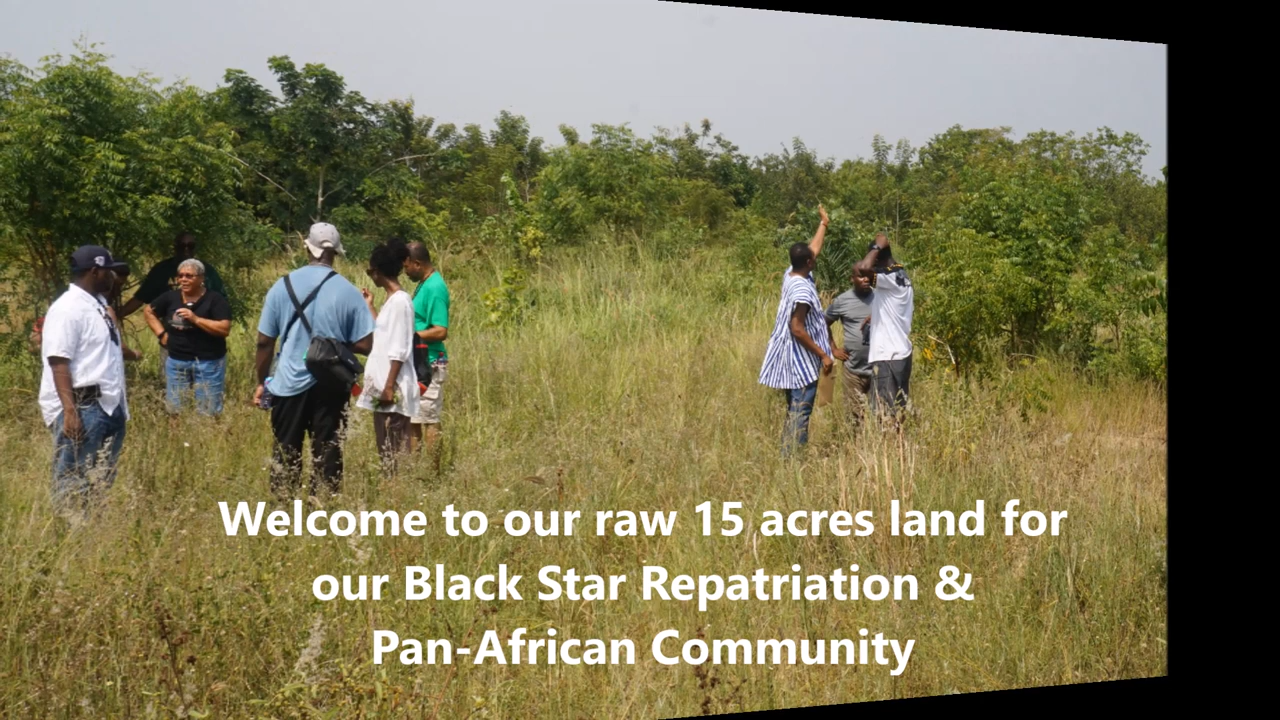 Welcome to our raw 15 acres land for
our Black Star Repatriation &
Pan-African Community